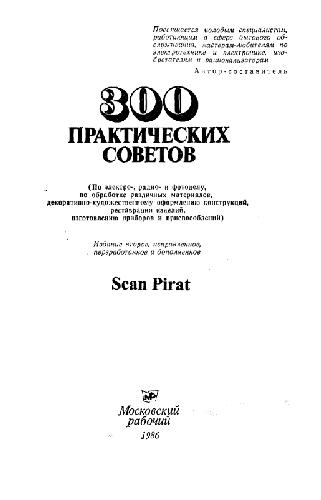 Посвящается молодым специалистам,
работающим в сфере бытового об-
служивания, мастерам-любителям по
электротехнике и электронике, изо-
бретателям и рационализаторам
Автор-составитель
300
ПРАКТИЧЕСКИХ
СОВЕТОВ
(По электро-, радио- и фотоделу,
по обработке различных материалов,
декоративно-художественному оформлению конструкций,
реставрации изделий,
изготовлению приборов и приспособлений)
Издание второе, исправленное,
переработанное и дополненное
Scan Pirat
Московский
рабочий
1986